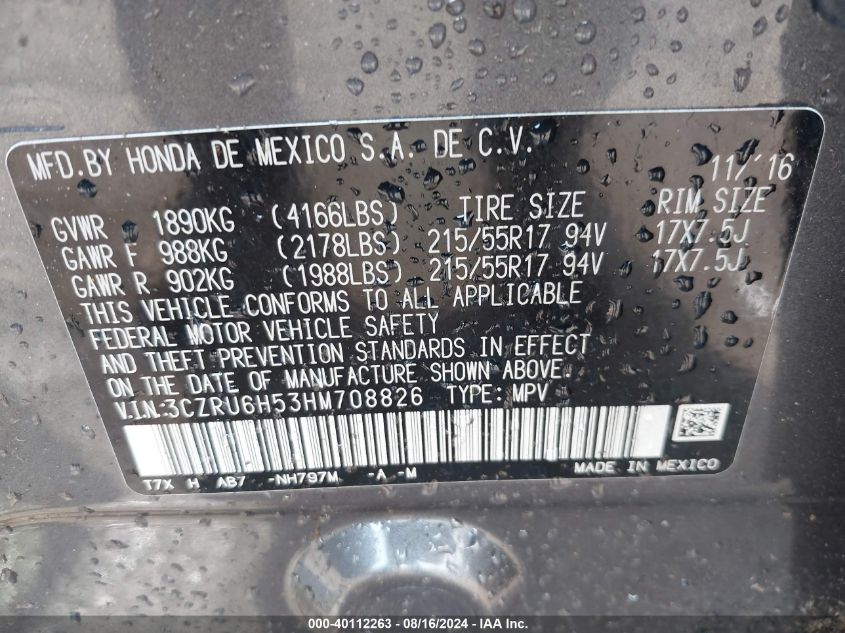 MFD.BY HONDA DE MEXICO S.A. DE C.V.
11/'16
GVWR 1890KG (4166LBS) TIRE SIZE RIM SIZE
GAWR F 988KG (2178LBS) 215/55R17 94V 17X7.5J
GAWR R 902KG (1988LBS) 215/55R17 94V 17X7.5J
THIS VEHICLE CONFORMS TO ALL APPLICABLE
FEDERAL MOTOR VEHICLE SAFETY
AND THEFT PREVENTION STANDARDS IN EFFECT
ON THE DATE OF MANUFACTURE SHOWN ABOVE.
V.I.N:3CZRU6H53HM708826 TYPE:MPV
T7X H AB7 -NH797M -A -M MADE IN MEXICO
000-40112263 - 08/16/2024 - IAA Inc.